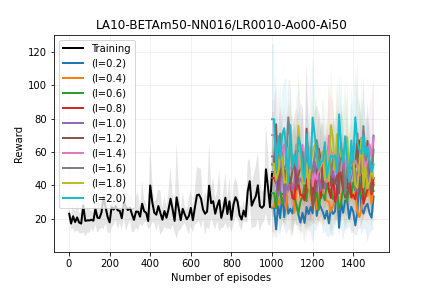 LA10-BETAm50-NN016/LR0010-Ao00-Ai50
Reward
120
100
80
60
40
20
Training
(l=0.2)
(l=0.4)
(l=0.6)
(l=0.8)
(l=1.0)
(l=1.2)
(l=1.4)
(l=1.6)
(l=1.8)
(l=2.0)
0 200 400 600 800 1000 1200 1400
Number of episodes